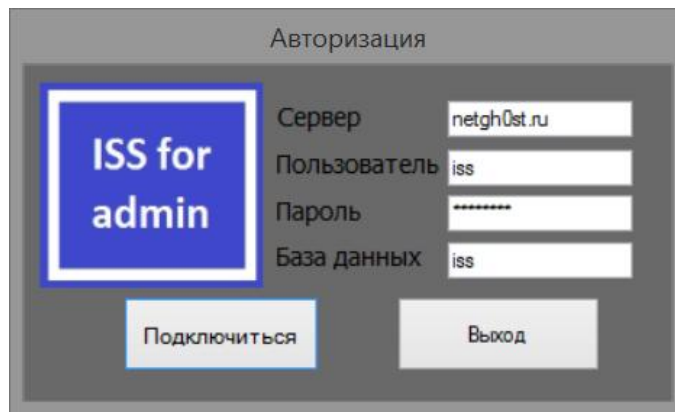 Авторизация
ISS for
admin
Сервер netgh0st.ru
Пользователь iss
Пароль ********
База данных iss
Подключиться Выход